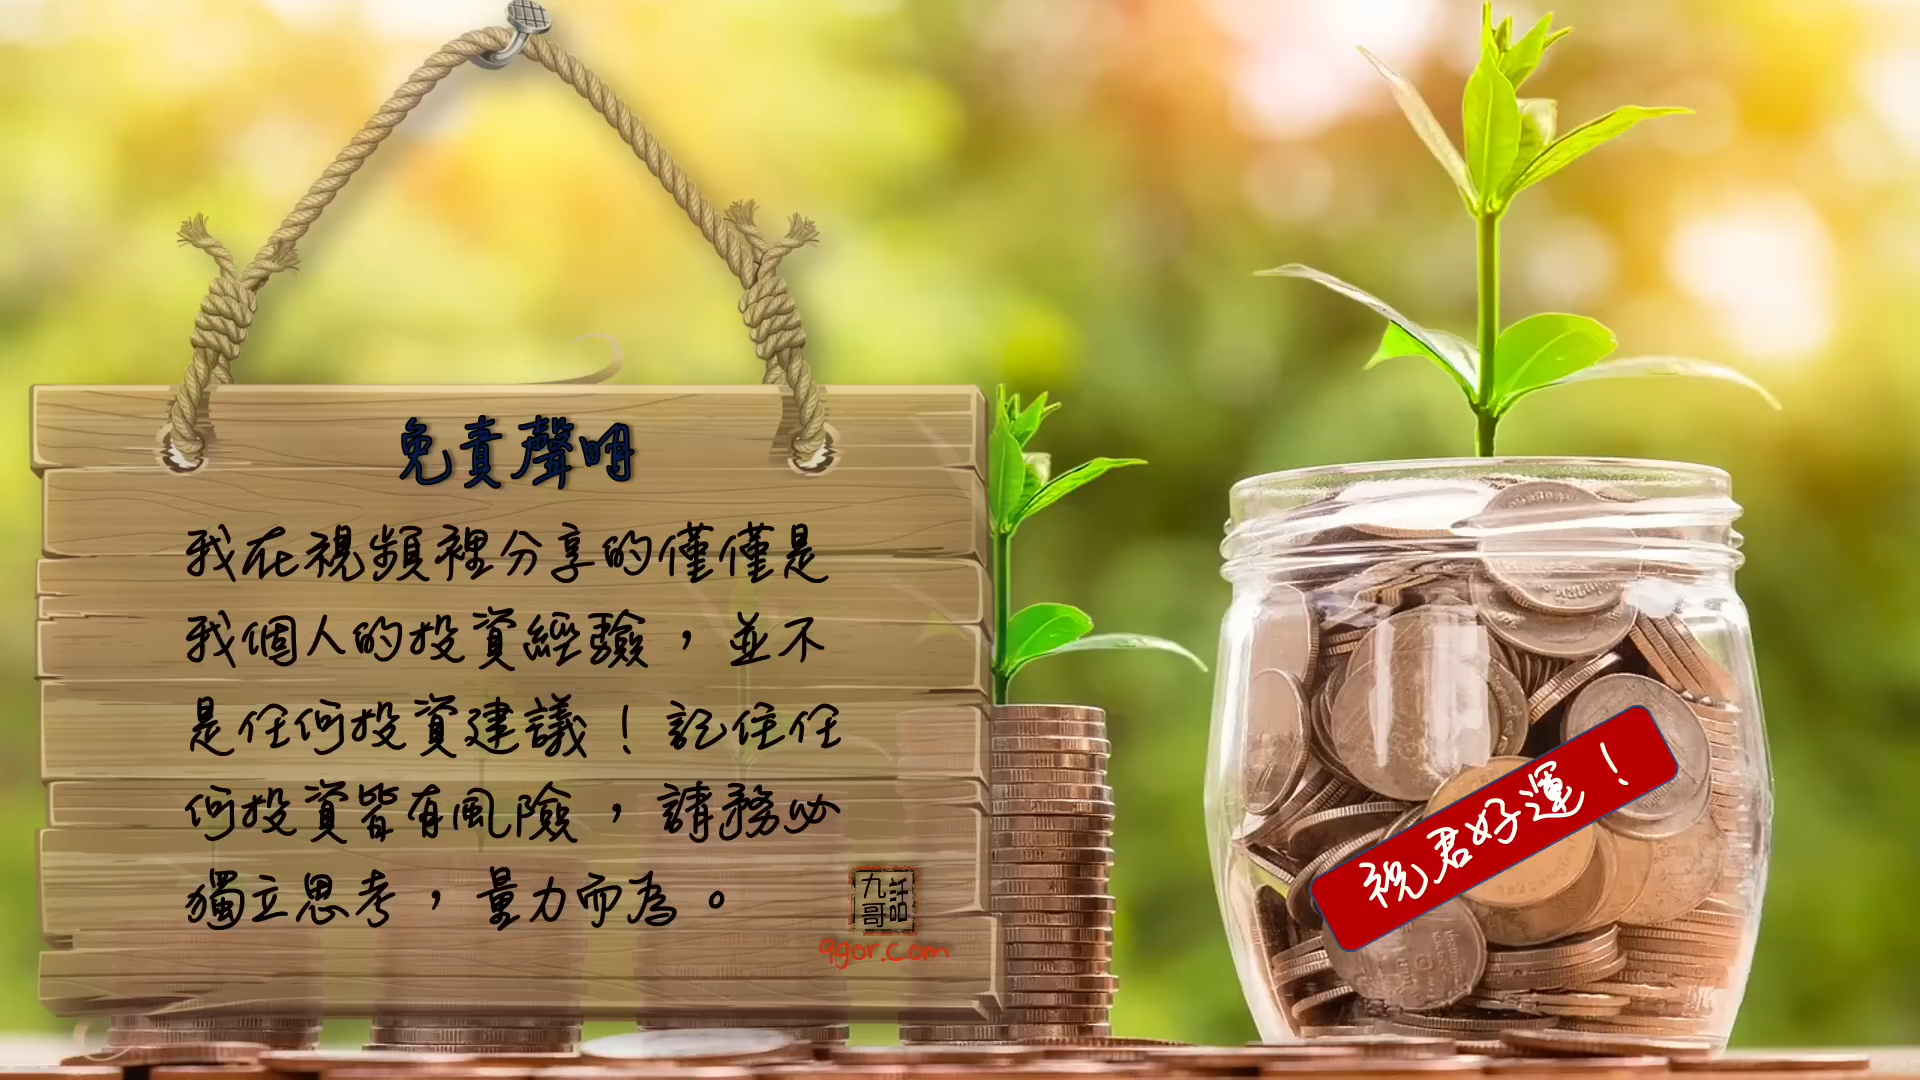 免責聲明
我在視頻裡分享的僅僅是
我個人的投資經驗，並不
是任何投資建議！記住任
何投資皆有風險，請務必
獨立思考，量力而為。
九哥話
9gor.com
祝君好運！